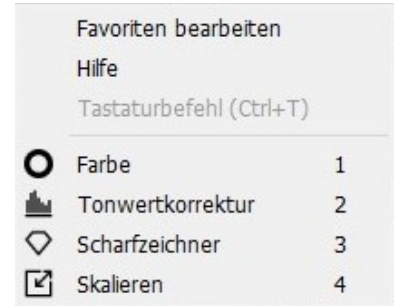 Favoriten bearbeiten
Hilfe
Tastaturbefehl (Ctrl+T)
Farbe 1
Tonwertkorrektur 2
Scharfzeichner 3
Skalieren 4